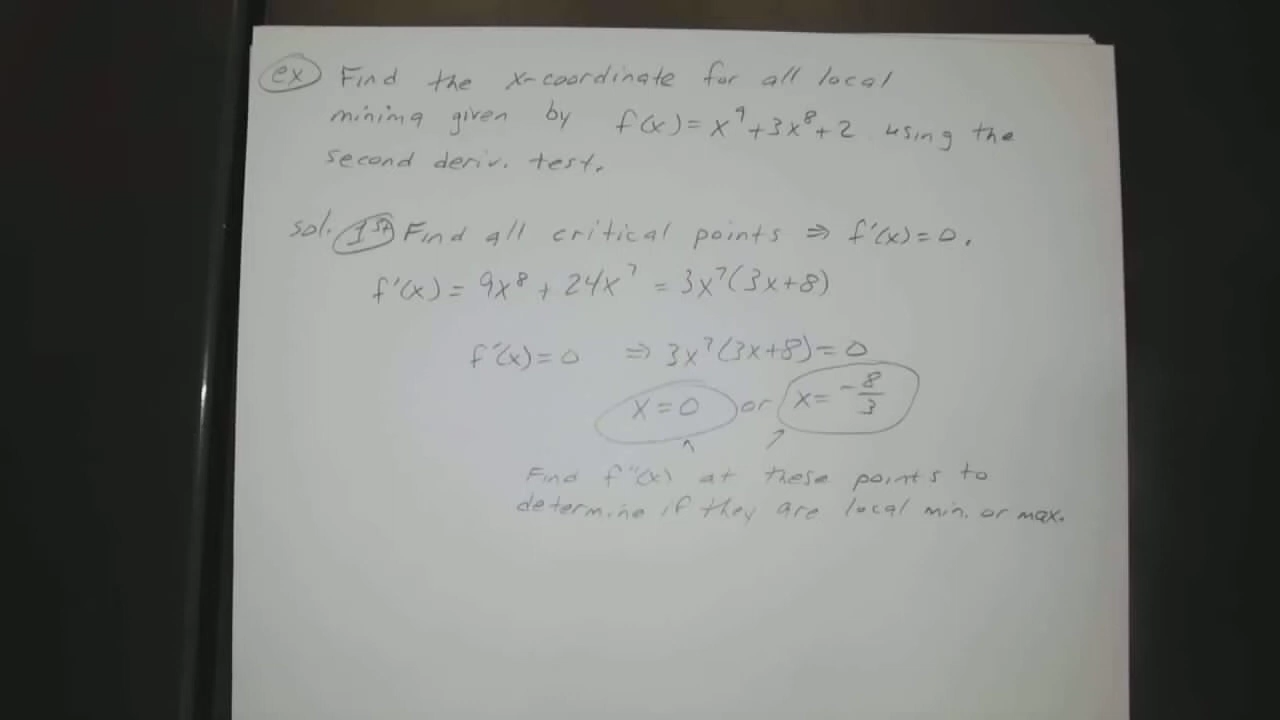 ex Find the x-coordinate for all local
minima given by f(x) = x⁹ + 3x⁸ + 2 using the
second deriv. test.
sol. 1st Find all critical points ⇒ f'(x) = 0.
f'(x) = 9x⁸ + 24x⁷ = 3x⁷(3x+8)
f'(x) = 0 ⇒ 3x⁷(3x+8) = 0
x = 0 or x = -8/3
Find f"(x) at these points to
determine if they are local min. or max.